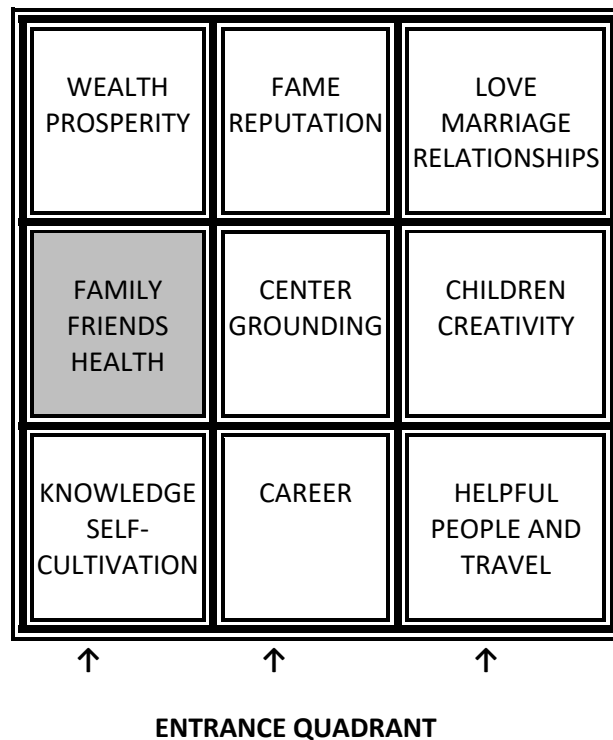 WEALTH
PROSPERITY
FAME
REPUTATION
LOVE
MARRIAGE
RELATIONSHIPS
FAMILY
FRIENDS
HEALTH
CENTER
GROUNDING
CHILDREN
CREATIVITY
KNOWLEDGE
SELF-
CULTIVATION
CAREER
HELPFUL
PEOPLE AND
TRAVEL
↑ ↑ ↑
ENTRANCE QUADRANT